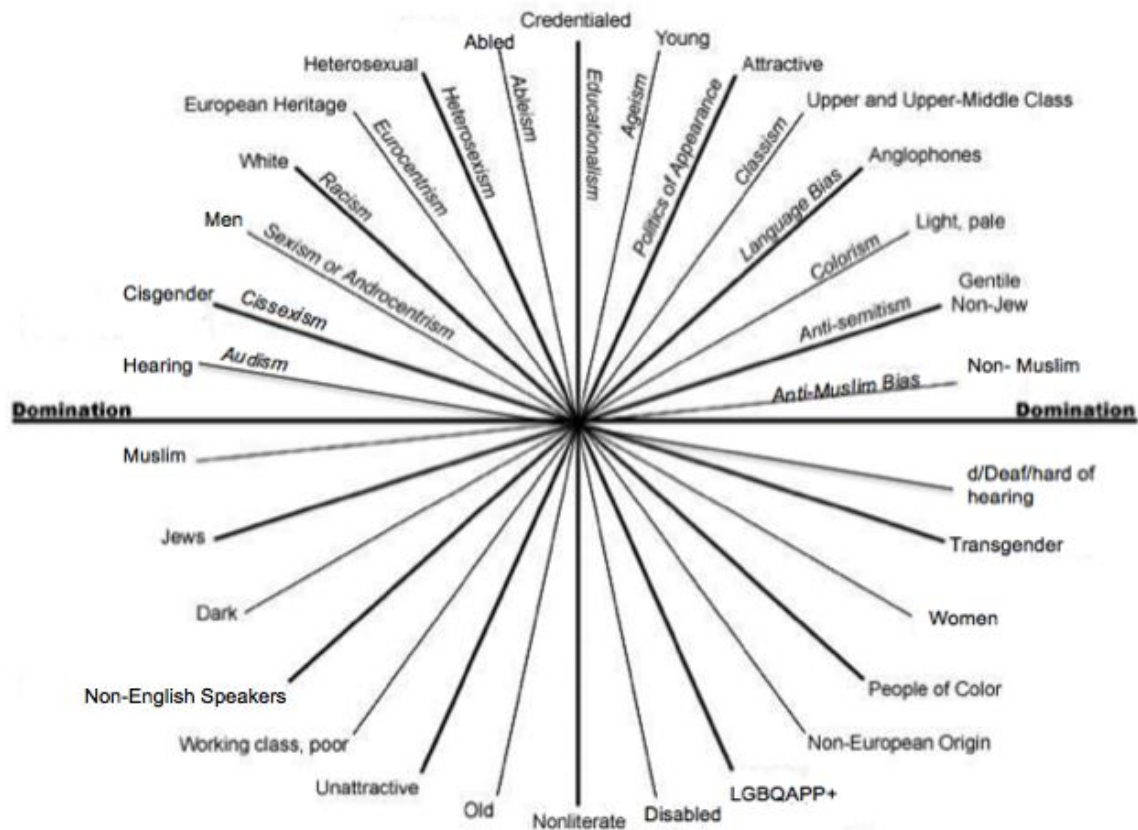 Credentialed
Abled
Young
Heterosexual
Attractive
European Heritage
Upper and Upper-Middle Class
White
Anglophones
Men
Light, pale
Cisgender
Gentile
Non-Jew
Hearing
Non- Muslim
Audism
Cissexism
Sexism or Androcentrism
Racism
Eurocentrism
Heterosexism
Ableism
Educationalism
Ageism
Politics of Appearance
Classism
Language Bias
Colorism
Anti-semitism
Anti-Muslim Bias
Domination
Domination
Muslim
d/Deaf/hard of
hearing
Jews
Transgender
Dark
Women
Non-English Speakers
People of Color
Working class, poor
Non-European Origin
Unattractive
LGBQAPP+
Old
Disabled
Nonliterate